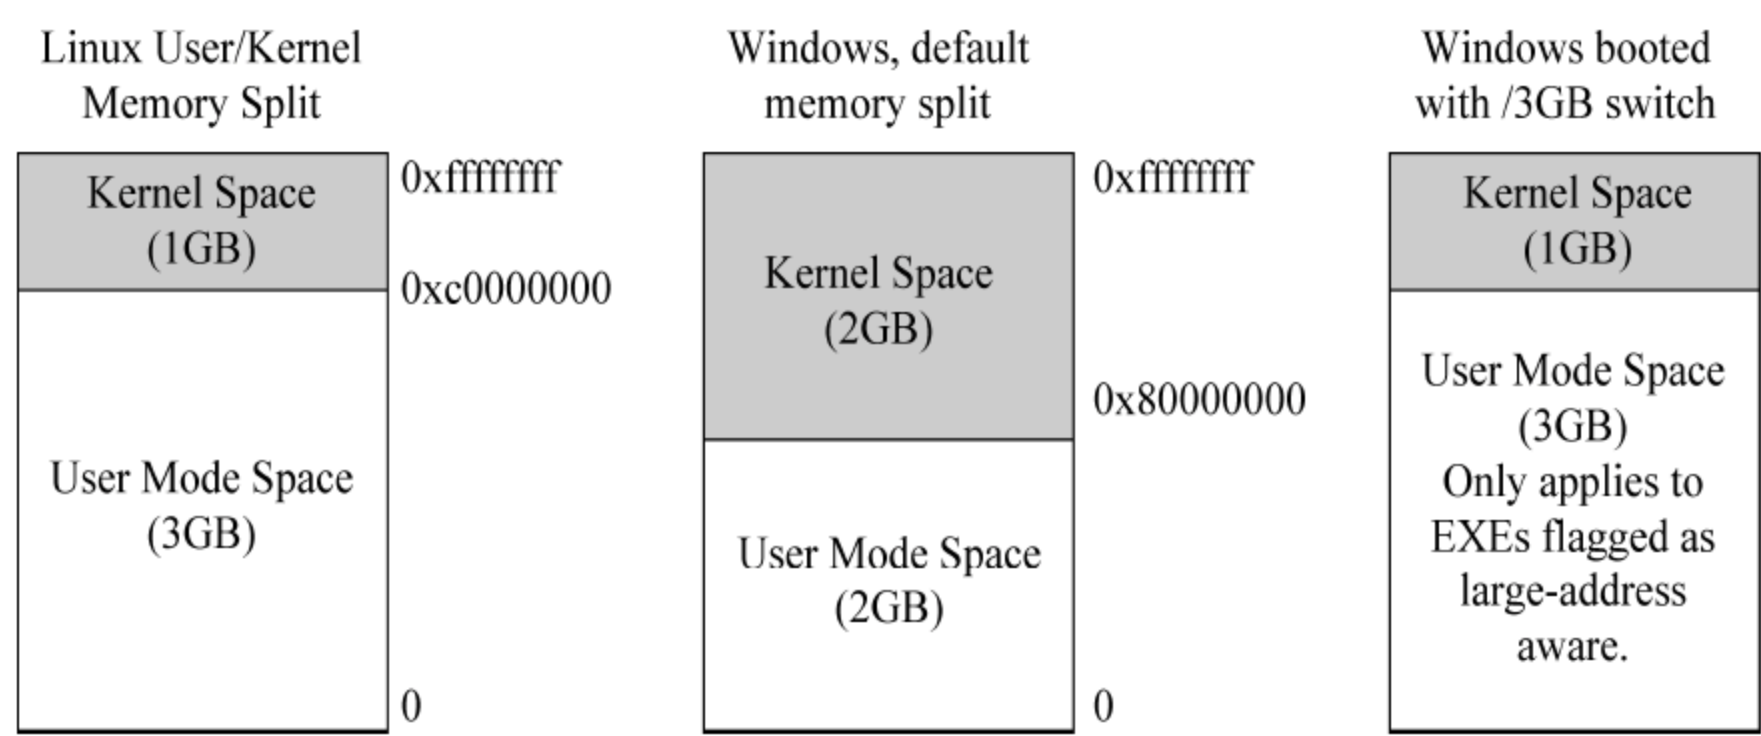 Linux User/Kernel
Memory Split
Kernel Space
(1GB)
User Mode Space
(3GB)
0xffffffff
0xc0000000
0
Windows, default
memory split
Kernel Space
(2GB)
User Mode Space
(2GB)
0xffffffff
0x80000000
0
Windows booted
with /3GB switch
Kernel Space
(1GB)
User Mode Space
(3GB)
Only applies to
EXEs flagged as
large-address
aware.